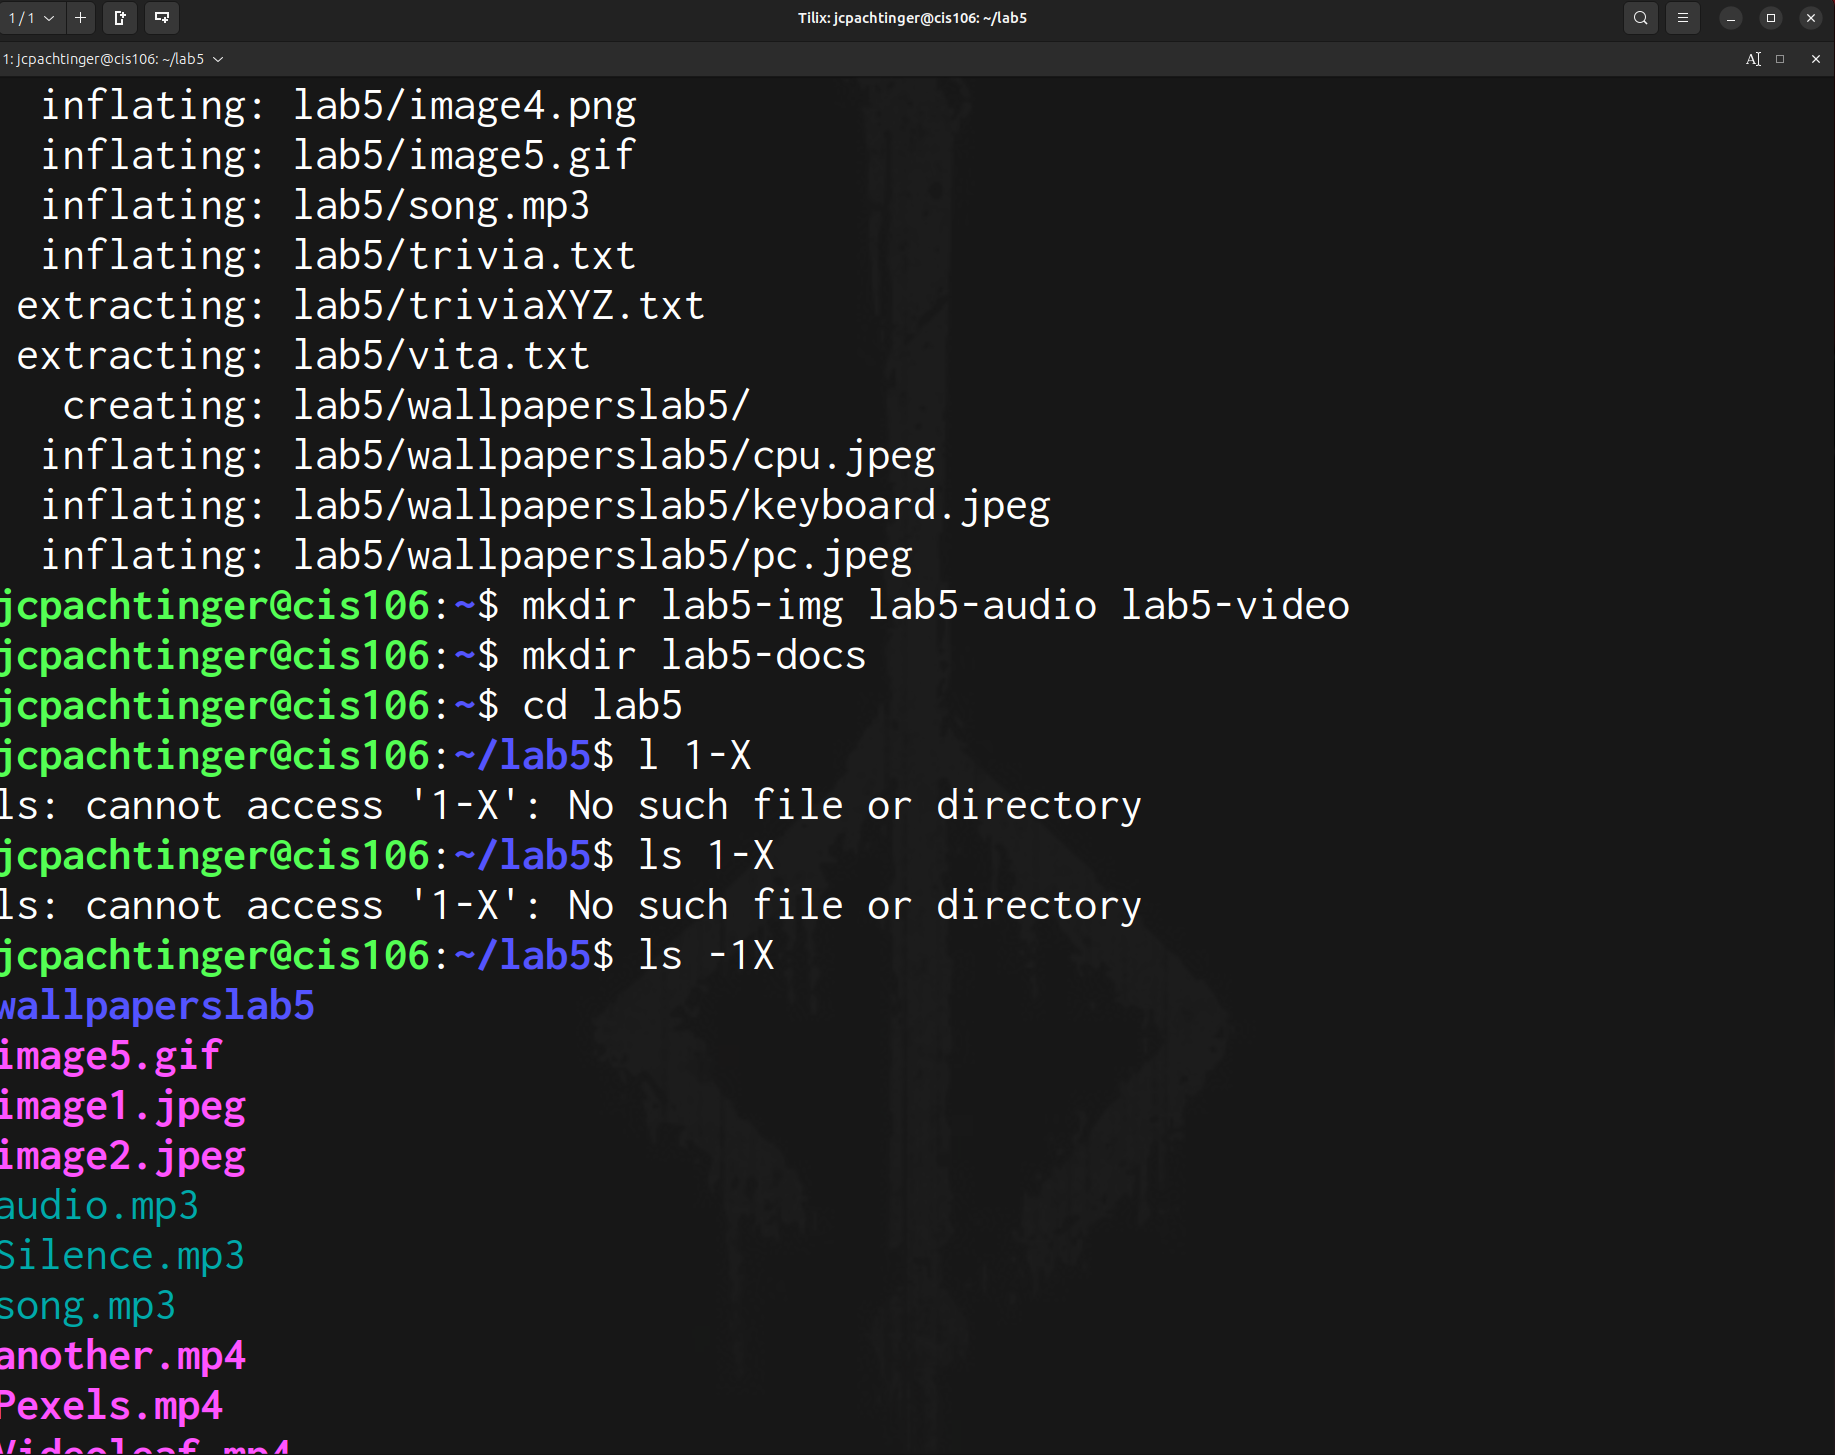 1 / 1
Tilix: jcpachtinger@cis106: ~/lab5
1: jcpachtinger@cis106: ~/lab5
inflating: lab5/image4.png
inflating: lab5/image5.gif
inflating: lab5/song.mp3
inflating: lab5/trivia.txt
extracting: lab5/triviaXYZ.txt
extracting: lab5/vita.txt
creating: lab5/wallpaperslab5/
inflating: lab5/wallpaperslab5/cpu.jpeg
inflating: lab5/wallpaperslab5/keyboard.jpeg
inflating: lab5/wallpaperslab5/pc.jpeg
jcpachtinger@cis106:~$ mkdir lab5-img lab5-audio lab5-video
jcpachtinger@cis106:~$ mkdir lab5-docs
jcpachtinger@cis106:~$ cd lab5
jcpachtinger@cis106:~/lab5$ l 1-X
ls: cannot access '1-X': No such file or directory
jcpachtinger@cis106:~/lab5$ ls 1-X
ls: cannot access '1-X': No such file or directory
jcpachtinger@cis106:~/lab5$ ls -1X
wallpaperslab5
image5.gif
image1.jpeg
image2.jpeg
audio.mp3
Silence.mp3
song.mp3
another.mp4
Pexels.mp4
Videoleaf.mp4